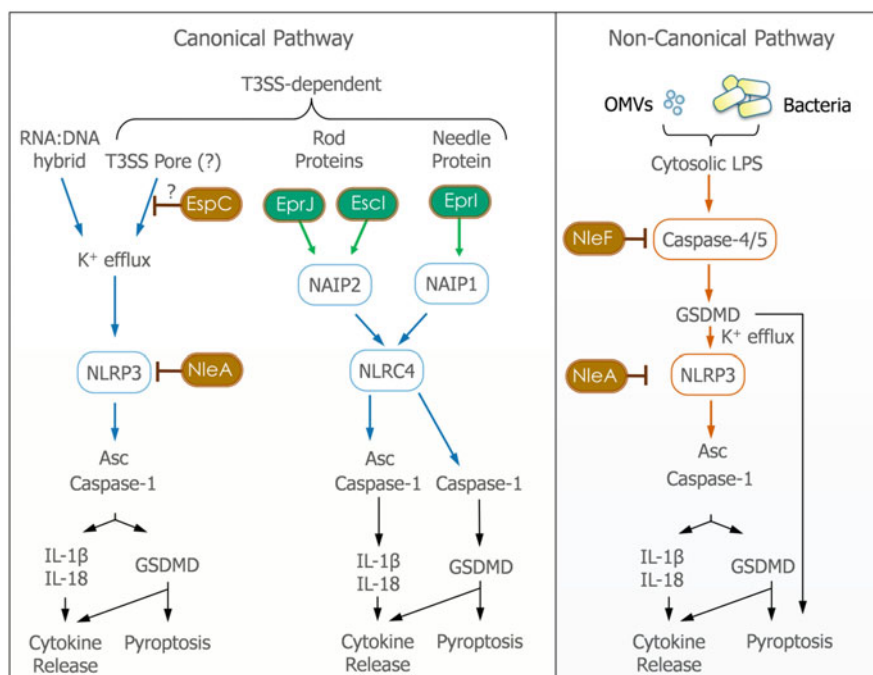 Canonical Pathway
T3SS-dependent
RNA:DNA
hybrid
T3SS Pore (?)
Rod
Proteins
Needle
Protein
?
EspC
EprJ
EscI
EprI
K⁺ efflux
NAIP2
NAIP1
NLRP3
NleA
NLRC4
Asc
Caspase-1
Asc
Caspase-1
Caspase-1
IL-1β
IL-18
GSDMD
IL-1β
IL-18
GSDMD
Cytokine
Release
Pyroptosis
Cytokine
Release
Pyroptosis
Non-Canonical Pathway
OMVs
Bacteria
Cytosolic LPS
NleF
Caspase-4/5
GSDMD
K⁺ efflux
NleA
NLRP3
Asc
Caspase-1
IL-1β
IL-18
GSDMD
Cytokine
Release
Pyroptosis